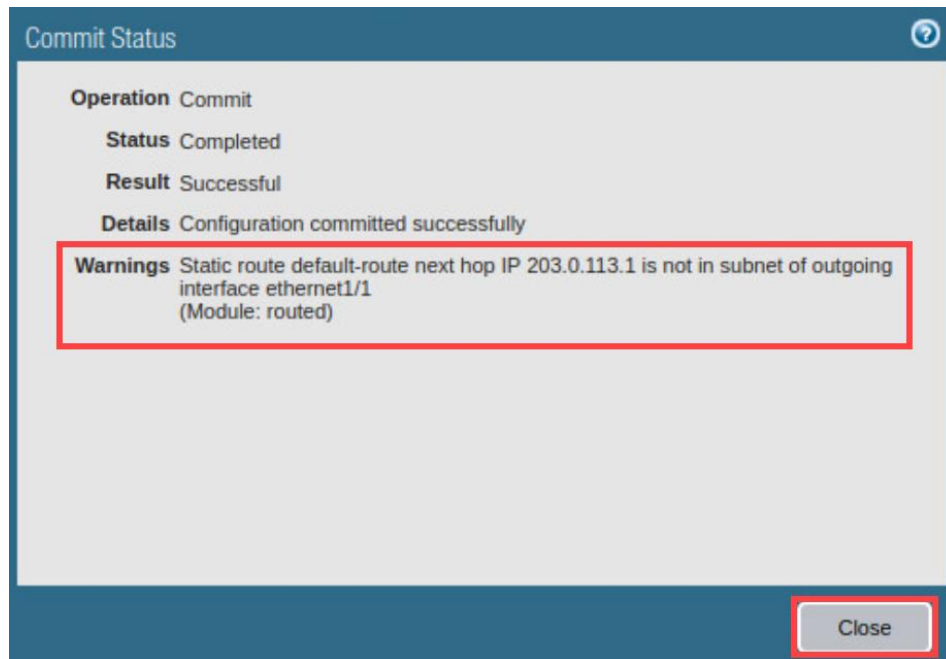 Commit Status
Operation Commit
Status Completed
Result Successful
Details Configuration committed successfully
Warnings Static route default-route next hop IP 203.0.113.1 is not in subnet of outgoing
interface ethernet1/1
(Module: routed)
Close